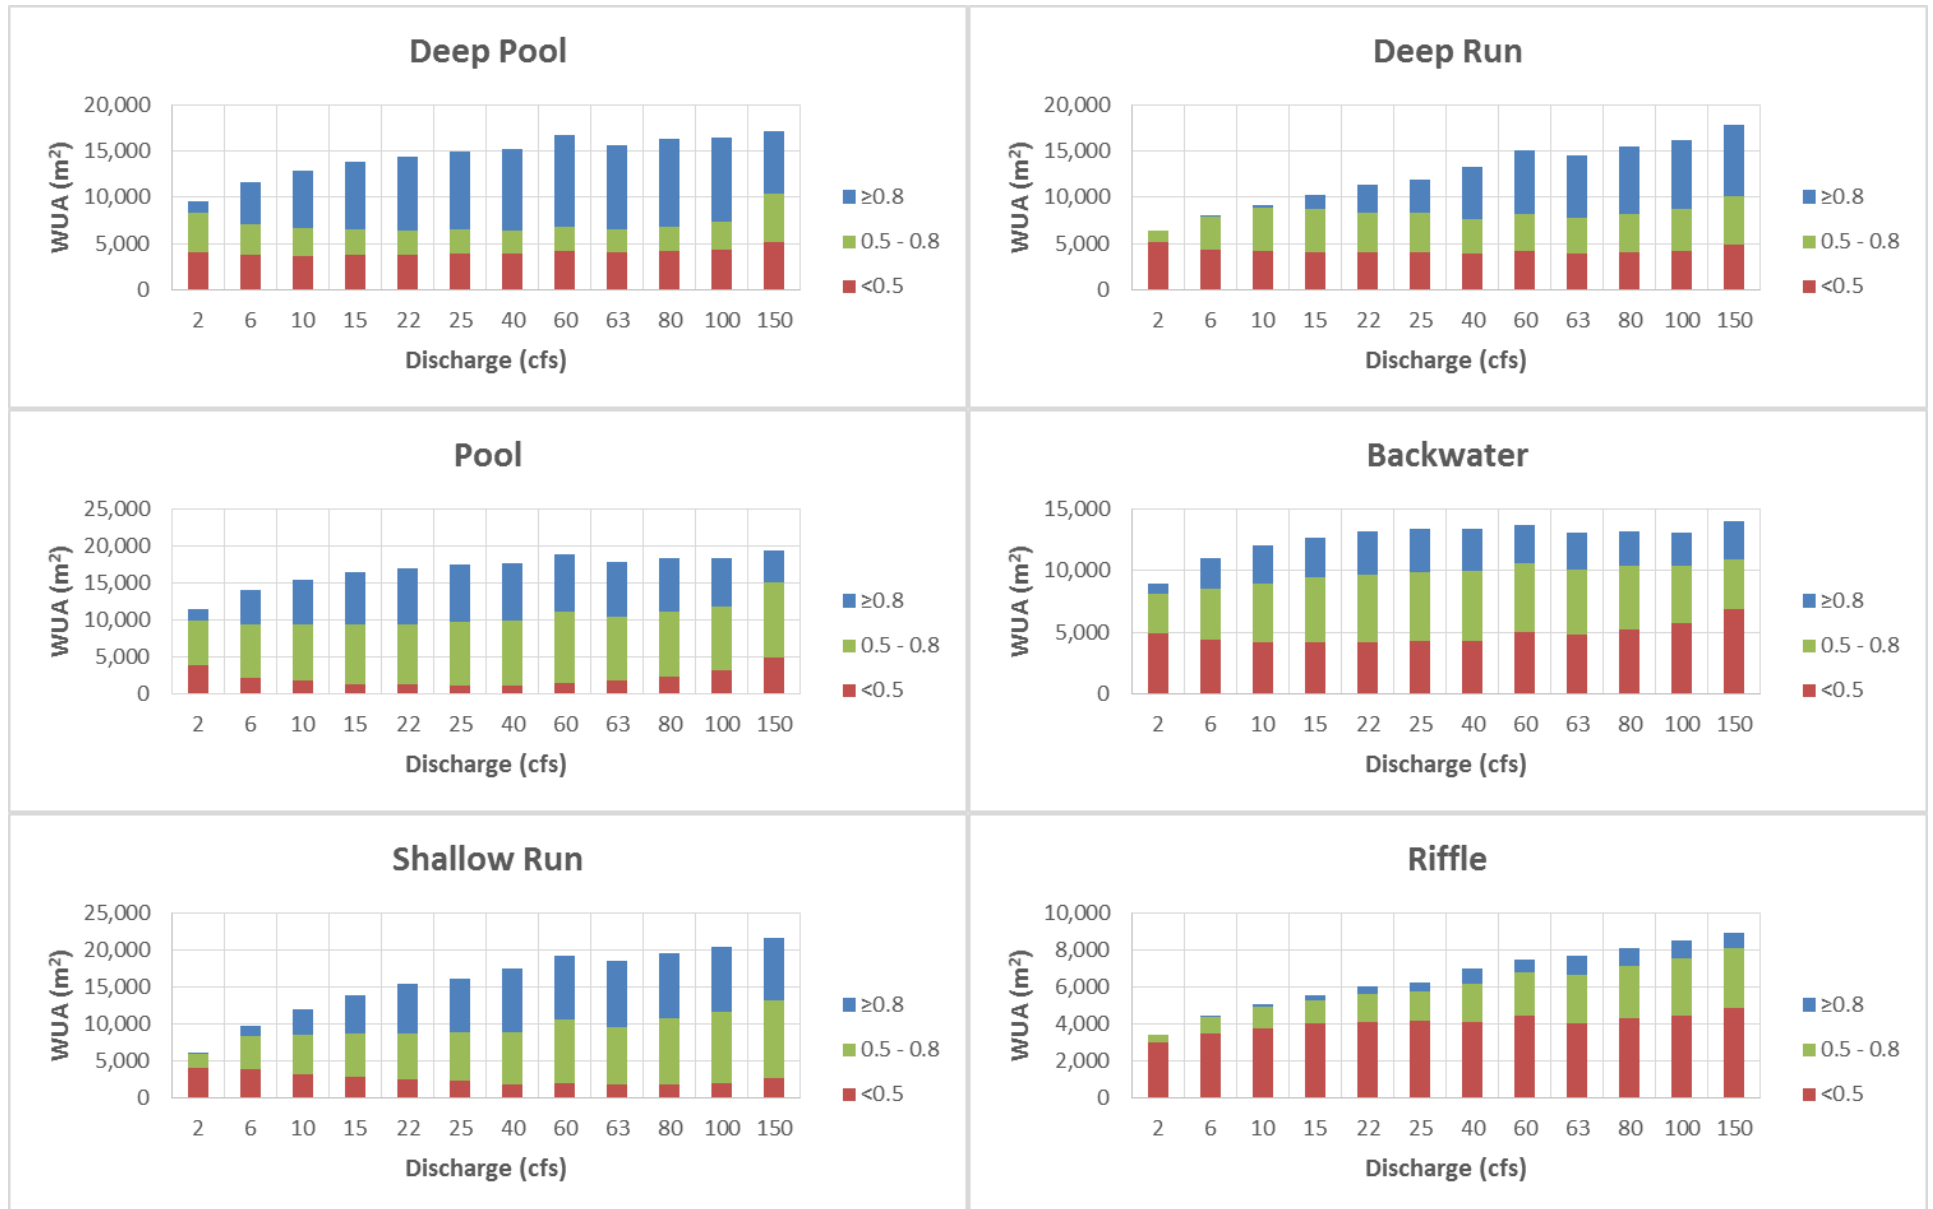 Deep Pool
20,000
15,000
10,000
5,000
0
WUA (m²)
2 6 10 15 22 25 40 60 63 80 100 150
Discharge (cfs)
≥0.8
0.5 - 0.8
<0.5
Deep Run
20,000
15,000
10,000
5,000
0
WUA (m²)
2 6 10 15 22 25 40 60 63 80 100 150
Discharge (cfs)
≥0.8
0.5 - 0.8
<0.5
Pool
25,000
20,000
15,000
10,000
5,000
0
WUA (m²)
2 6 10 15 22 25 40 60 63 80 100 150
Discharge (cfs)
≥0.8
0.5 - 0.8
<0.5
Backwater
15,000
10,000
5,000
0
WUA (m²)
2 6 10 15 22 25 40 60 63 80 100 150
Discharge (cfs)
≥0.8
0.5 - 0.8
<0.5
Shallow Run
25,000
20,000
15,000
10,000
5,000
0
WUA (m²)
2 6 10 15 22 25 40 60 63 80 100 150
Discharge (cfs)
≥0.8
0.5 - 0.8
<0.5
Riffle
10,000
8,000
6,000
4,000
2,000
0
WUA (m²)
2 6 10 15 22 25 40 60 63 80 100 150
Discharge (cfs)
≥0.8
0.5 - 0.8
<0.5